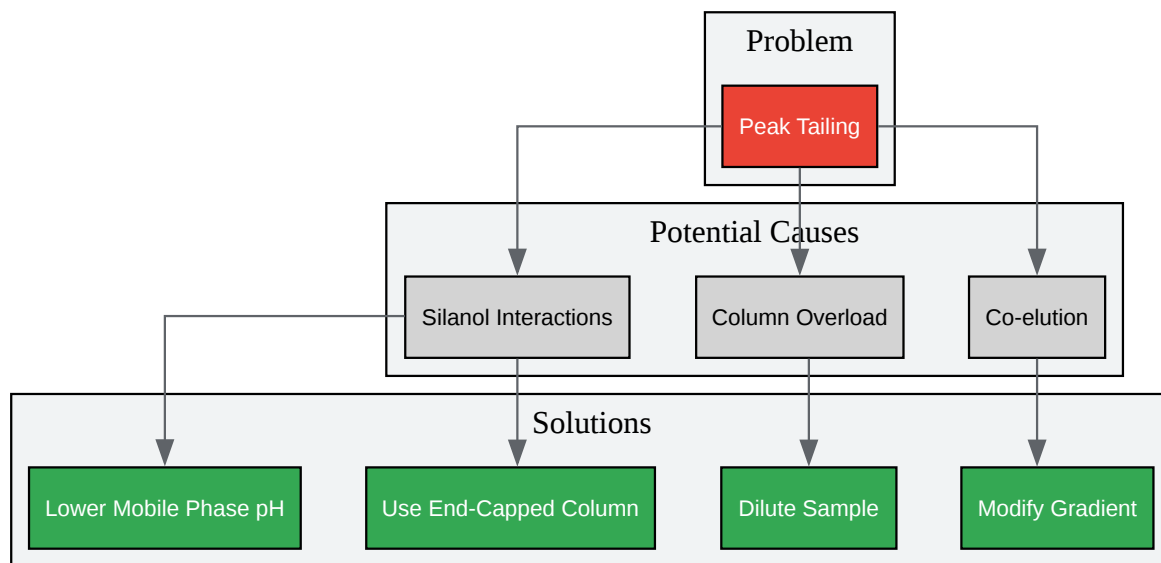 Problem
Peak Tailing
Potential Causes
Silanol Interactions
Column Overload
Co-elution
Solutions
Lower Mobile Phase pH
Use End-Capped Column
Dilute Sample
Modify Gradient